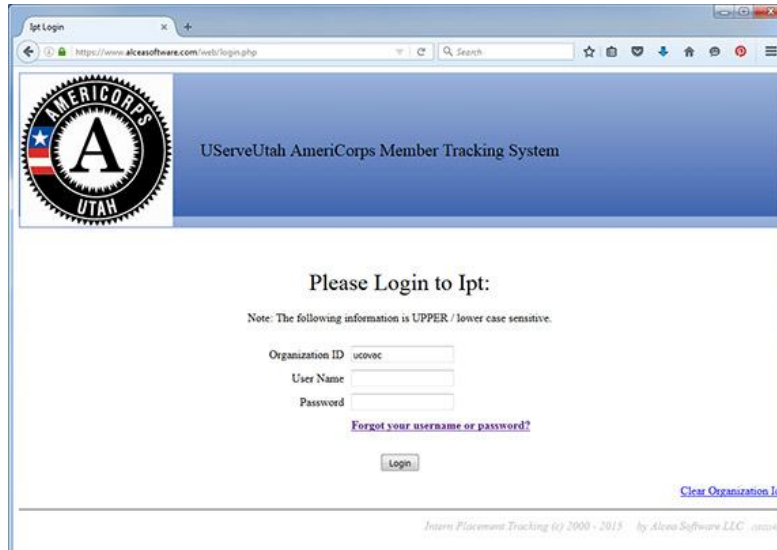 Ipt Login
https://www.alceasoftware.com/web/login.php
Search
AMERICORPS
A
UTAH
UServeUtah AmeriCorps Member Tracking System
Please Login to Ipt:
Note: The following information is UPPER / lower case sensitive.
Organization ID ucovac
User Name
Password
Forgot your username or password?
Login
Clear Organization Id
Intern Placement Tracking (c) 2000 - 2015 by Alcea Software LLC